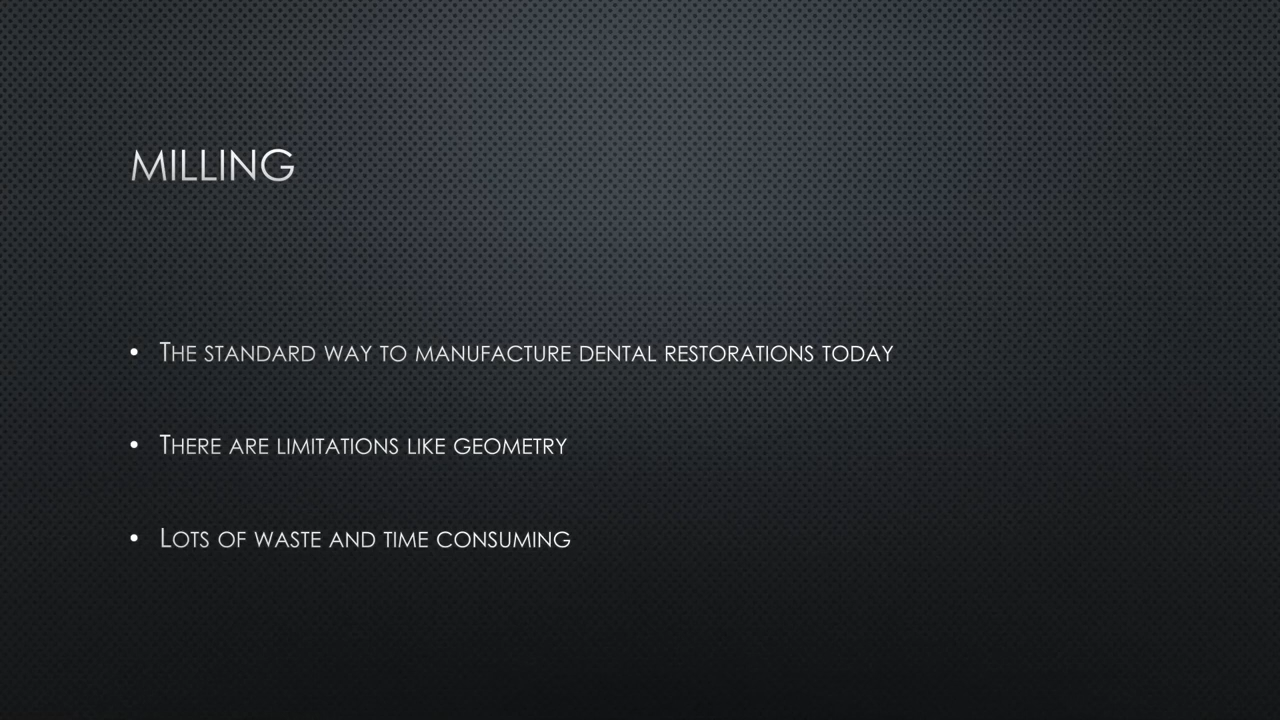 MILLING
• The standard way to manufacture dental restorations today
• There are limitations like geometry
• Lots of waste and time consuming